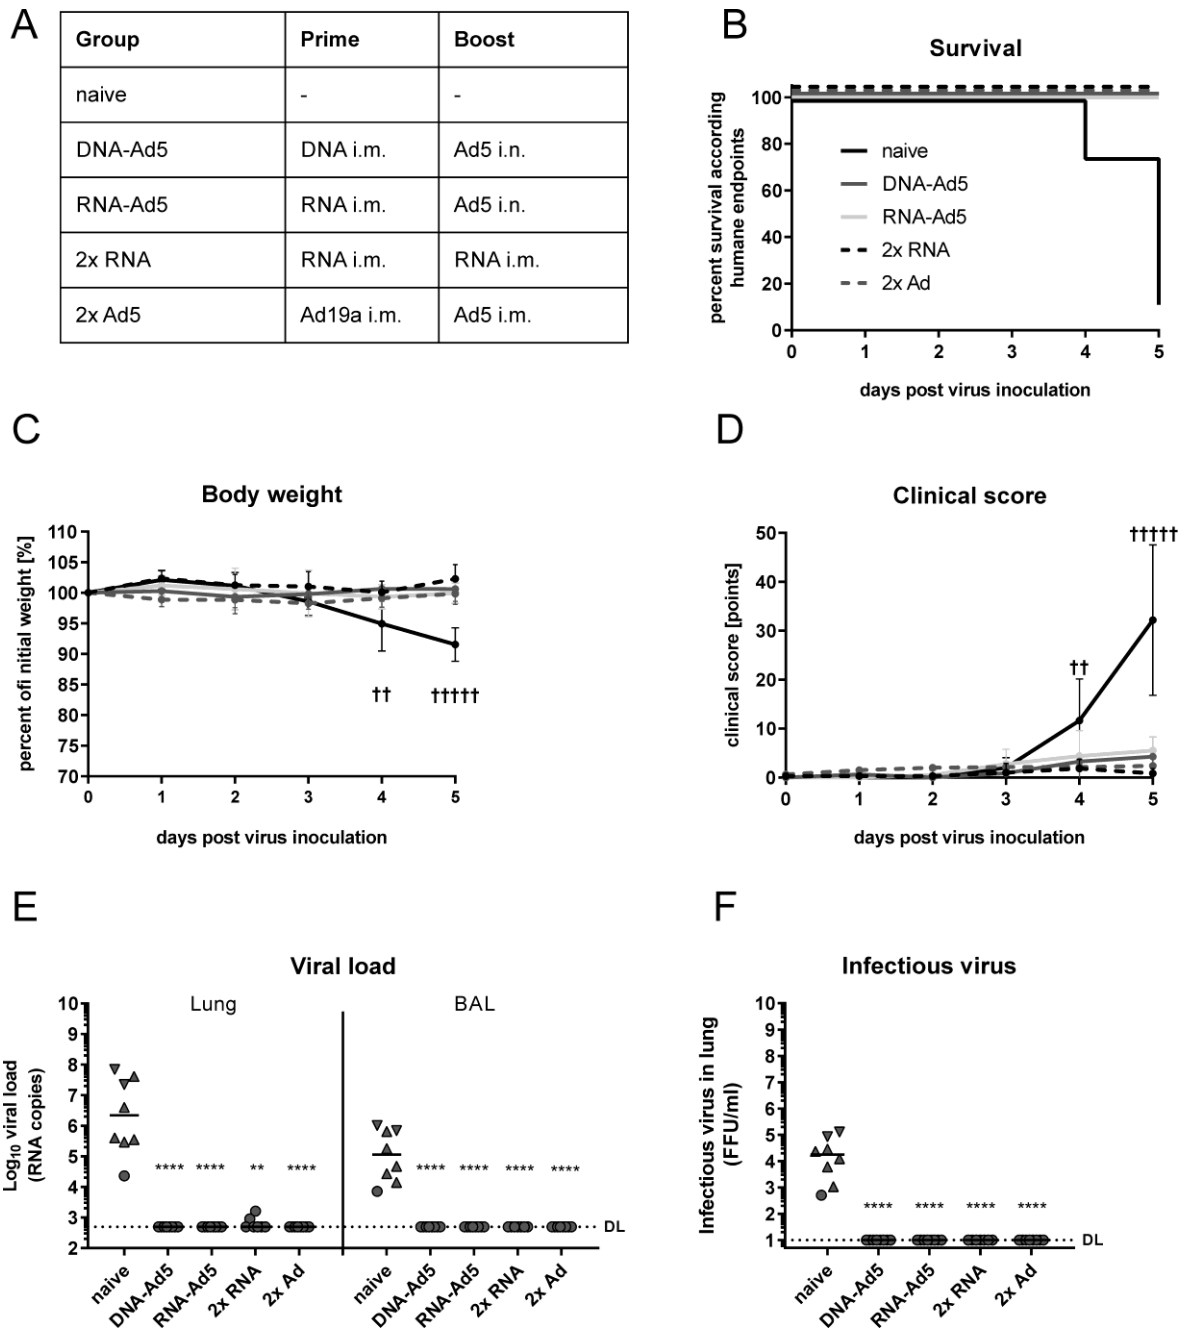 A
Group Prime Boost
naive - -
DNA-Ad5 DNA i.m. Ad5 i.n.
RNA-Ad5 RNA i.m. Ad5 i.n.
2x RNA RNA i.m. RNA i.m.
2x Ad5 Ad19a i.m. Ad5 i.m.
B
Survival
percent survival according
humane endpoints
100
80
60
40
20
0
naive
DNA-Ad5
RNA-Ad5
2x RNA
2x Ad
0 1 2 3 4 5
days post virus inoculation
C
Body weight
percent ofi nitial weight [%]
110
105
100
95
90
85
80
75
70
†† †††††
0 1 2 3 4 5
days post virus inoculation
D
Clinical score
clinical score [points]
50
40
30
20
10
0
†† †††††
0 1 2 3 4 5
days post virus inoculation
E
Viral load
Lung BAL
Log₁₀ viral load
(RNA copies)
10
9
8
7
6
5
4
3
2
**** **** ** **** **** **** **** ****
DL
naive DNA-Ad5 RNA-Ad5 2x RNA 2x Ad naive DNA-Ad5 RNA-Ad5 2x RNA 2x Ad
F
Infectious virus
Infectious virus in lung
(FFU/ml)
10
9
8
7
6
5
4
3
2
1
**** **** **** ****
DL
naive DNA-Ad5 RNA-Ad5 2x RNA 2x Ad